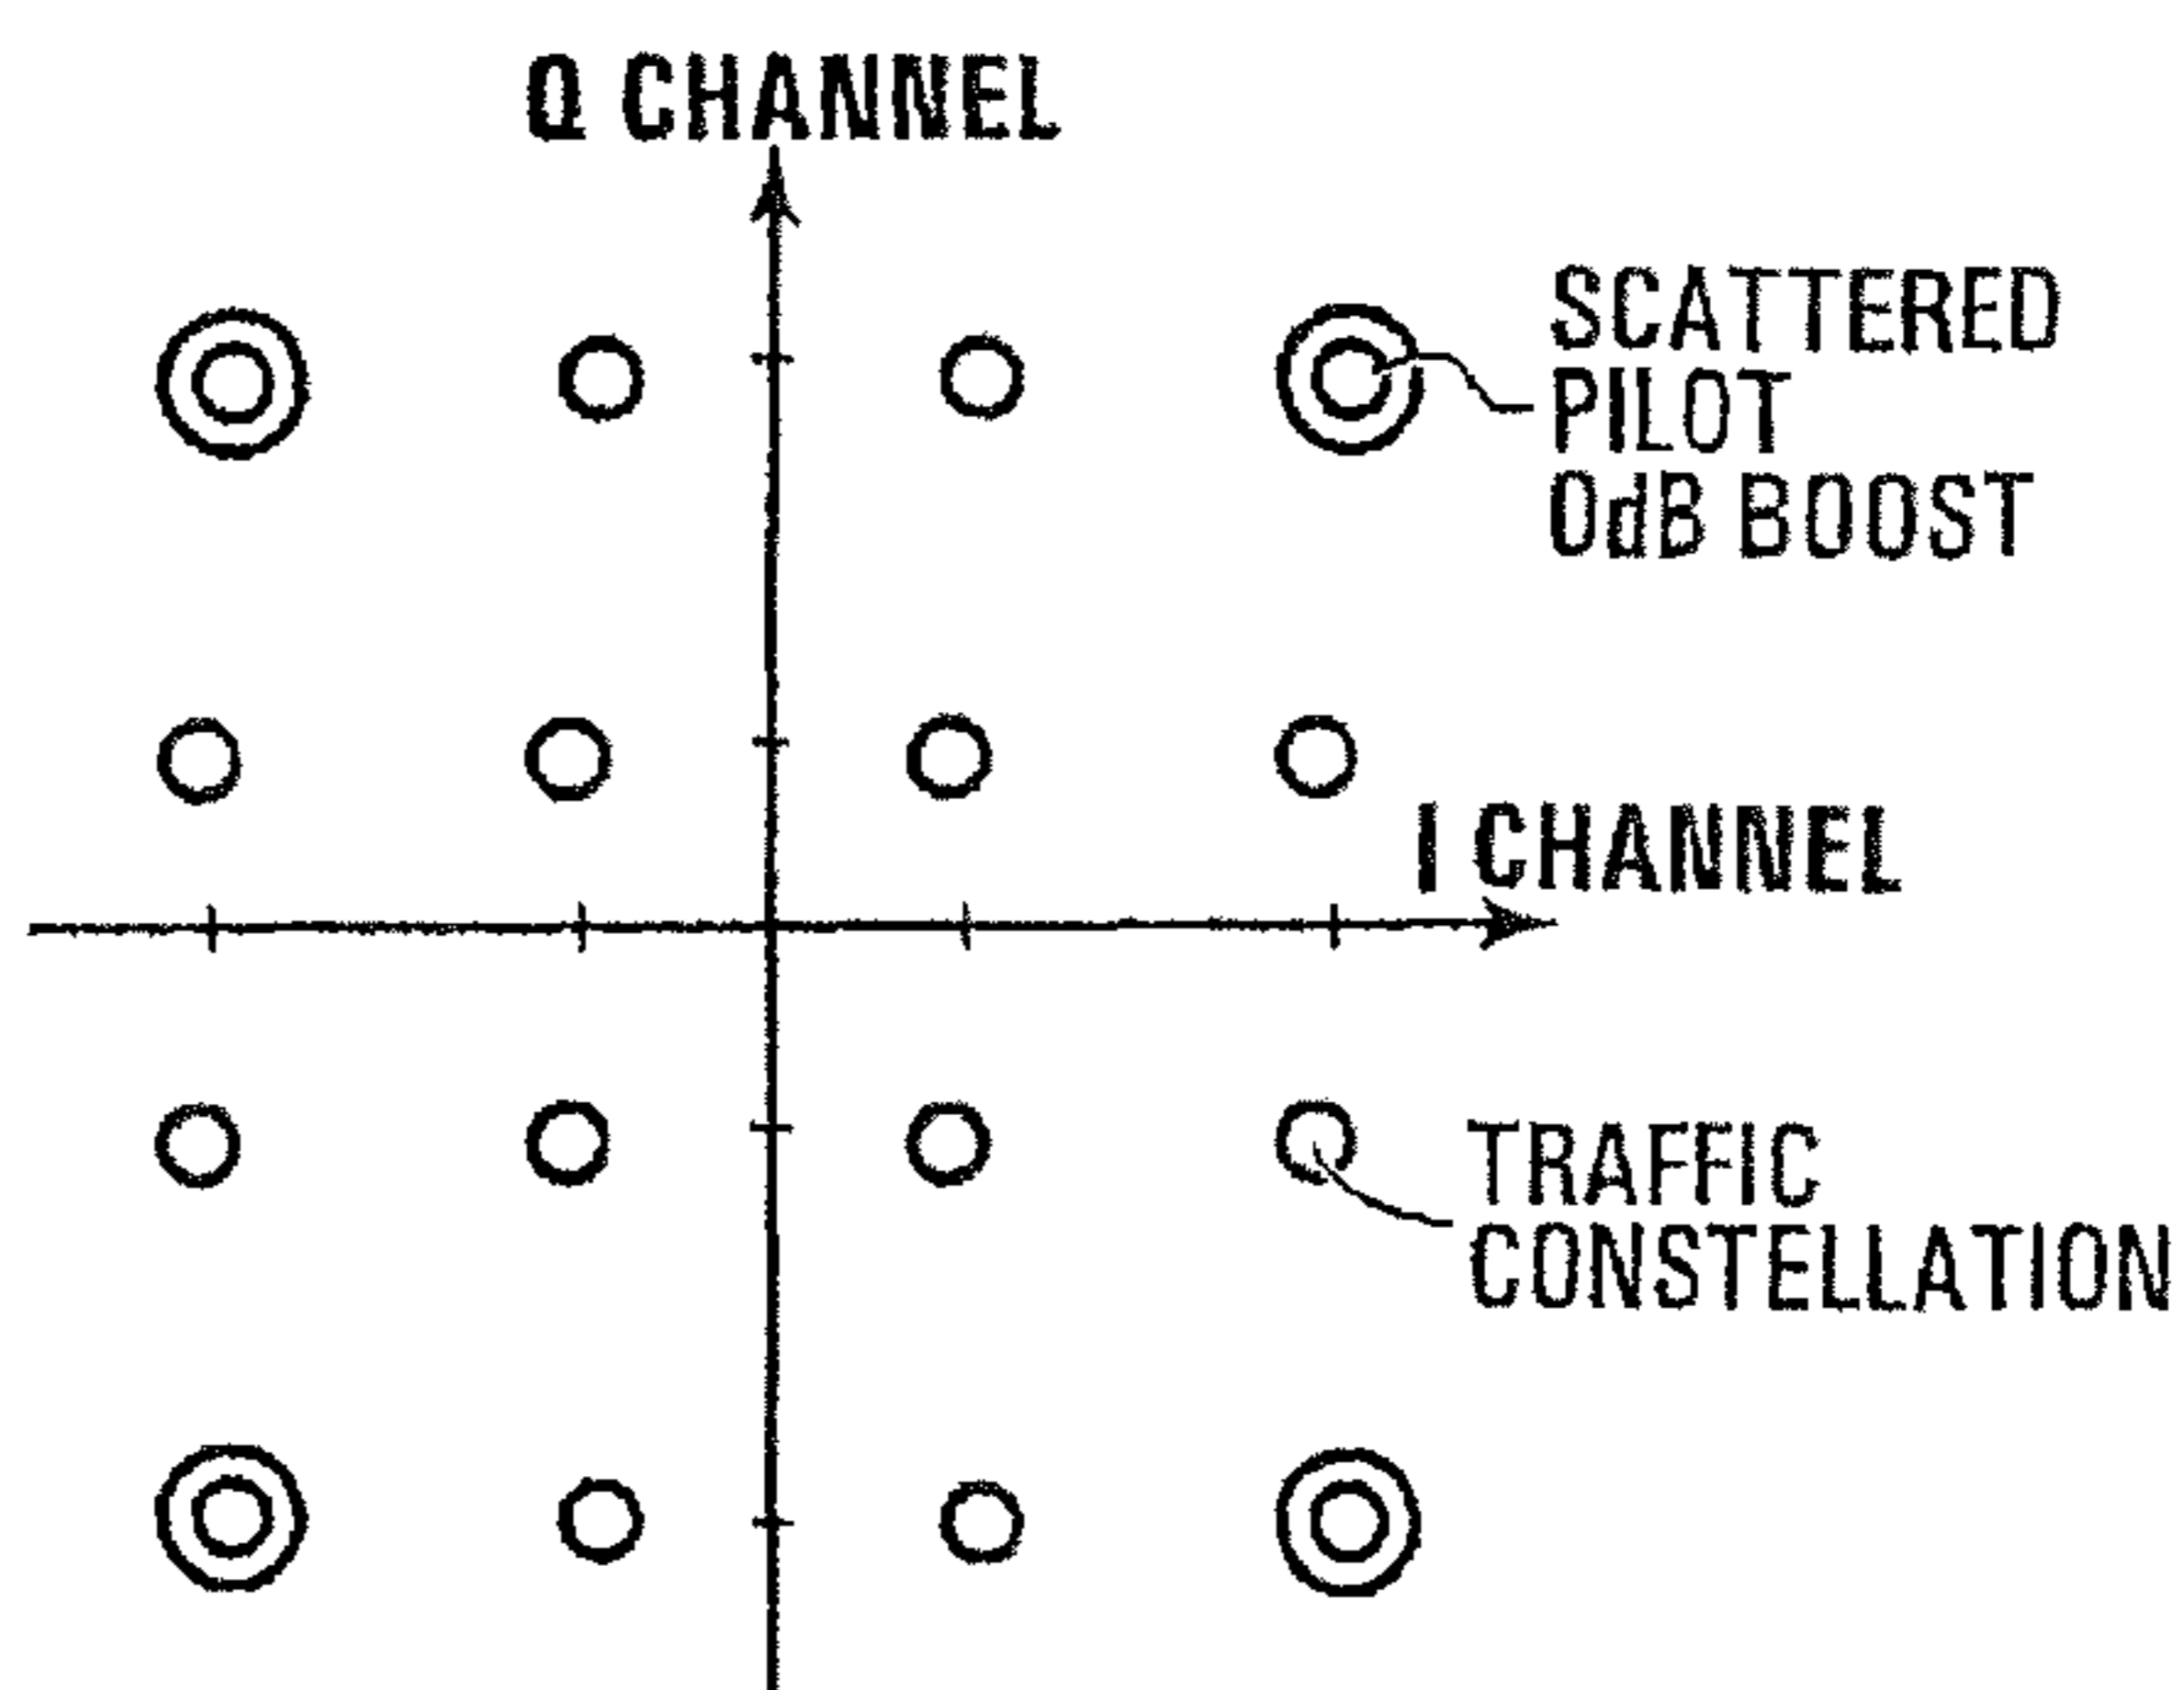 Q CHANNEL
SCATTERED
PILOT
0dB BOOST
I CHANNEL
TRAFFIC
CONSTELLATION